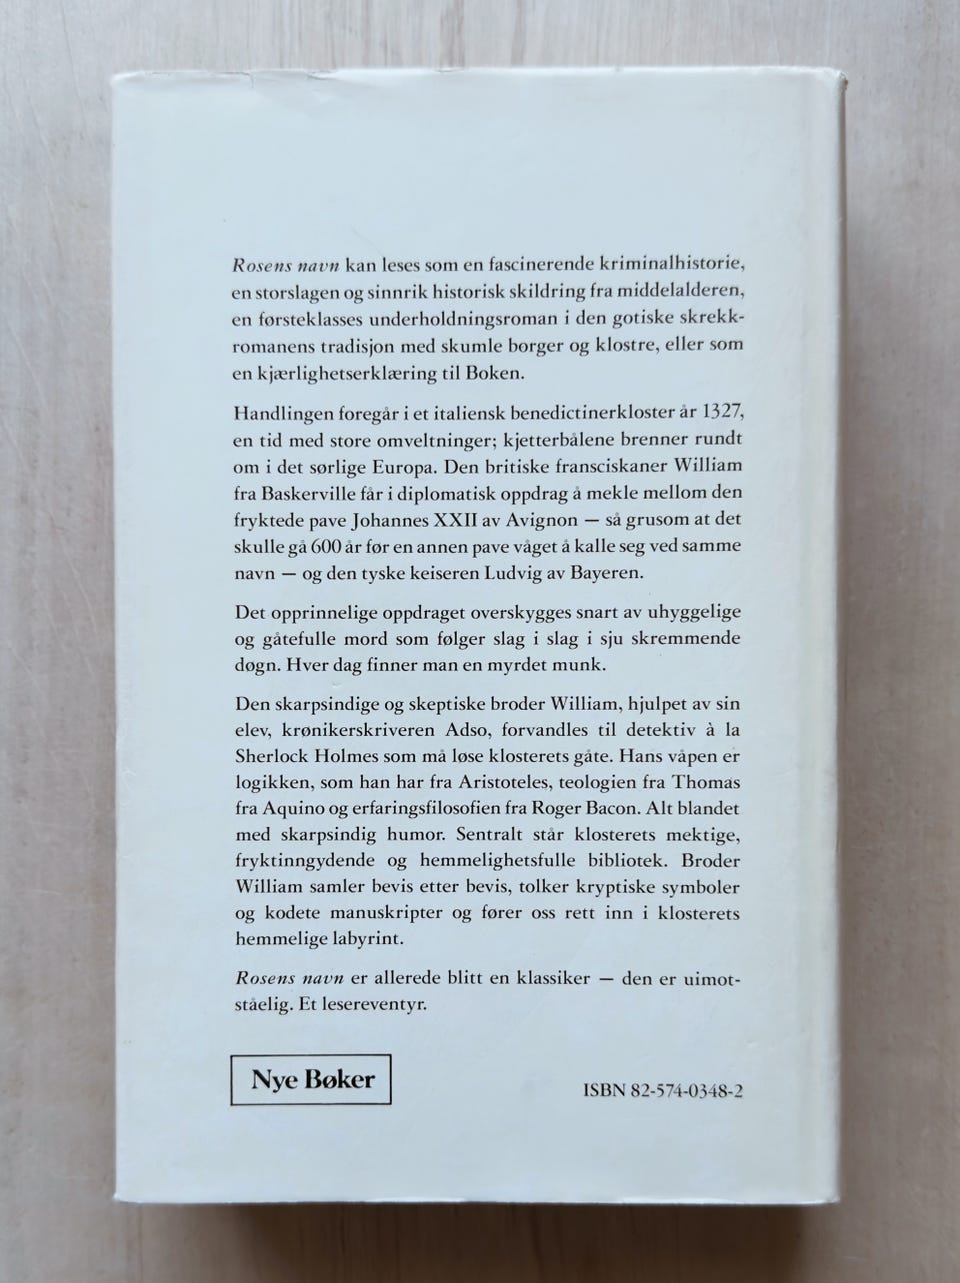 Rosens navn kan leses som en fascinerende kriminalhistorie,
en storslagen og sinnrik historisk skildring fra middelalderen,
en førsteklasses underholdningsroman i den gotiske skrekk-
romanens tradisjon med skumle borger og klostre, eller som
en kjærlighetserklæring til Boken.
Handlingen foregår i et italiensk benedictinerkloster år 1327,
en tid med store omveltninger; kjetterbålene brenner rundt
om i det sørlige Europa. Den britiske fransciskaner William
fra Baskerville får i diplomatisk oppdrag å mekle mellom den
fryktede pave Johannes XXII av Avignon — så grusom at det
skulle gå 600 år før en annen pave våget å kalle seg ved samme
navn — og den tyske keiseren Ludvig av Bayeren.
Det opprinnelige oppdraget overskygges snart av uhyggelige
og gåtefulle mord som følger slag i slag i sju skremmende
døgn. Hver dag finner man en myrdet munk.
Den skarpsindige og skeptiske broder William, hjulpet av sin
elev, krønikerskriveren Adso, forvandles til detektiv à la
Sherlock Holmes som må løse klosterets gåte. Hans våpen er
logikken, som han har fra Aristoteles, teologien fra Thomas
fra Aquino og erfaringsfilosofien fra Roger Bacon. Alt blandet
med skarpsindig humor. Sentralt står klosterets mektige,
fryktinngydende og hemmelighetsfulle bibliotek. Broder
William samler bevis etter bevis, tolker kryptiske symboler
og kodete manuskripter og fører oss rett inn i klosterets
hemmelige labyrint.
Rosens navn er allerede blitt en klassiker — den er uimot-
ståelig. Et lesereventyr.
Nye Bøker
ISBN 82-574-0348-2